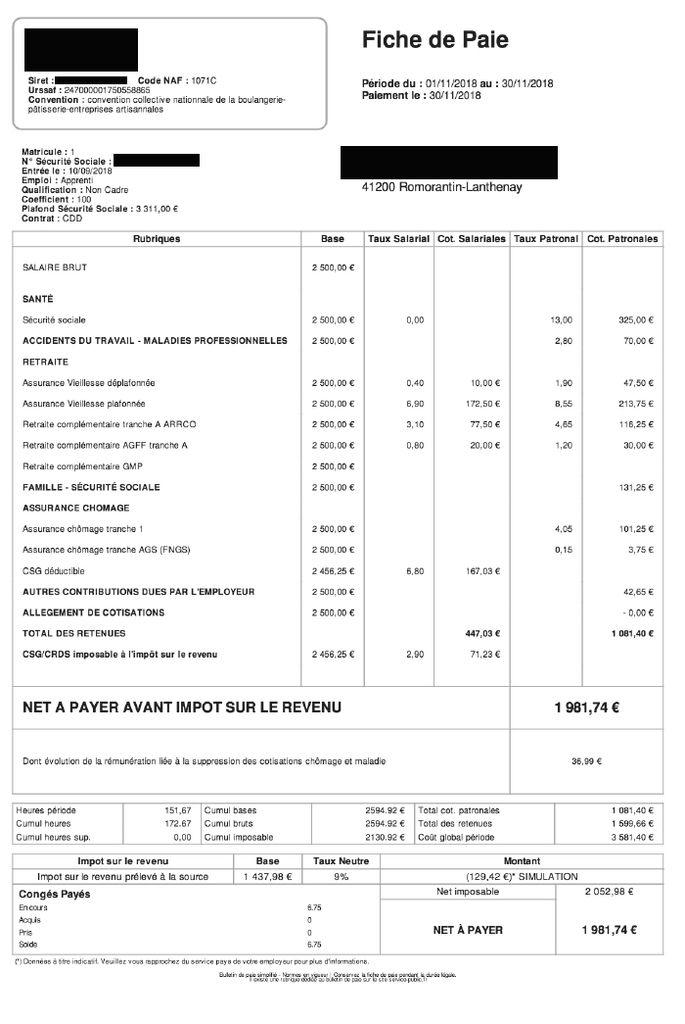 Fiche de Paie
Siret : Code NAF : 1071C
Urssaf : 247000001750558865
Convention : convention collective nationnale de la boulangerie-
pâtisserie-entreprises artisannales
Période du : 01/11/2018 au : 30/11/2018
Paiement le : 30/11/2018
Matricule : 1
N° Sécurité Sociale :
Entrée le : 10/09/2018
Emploi : Apprenti
Qualification : Non Cadre
Coefficient : 100
Plafond Sécurité Sociale : 3 311,00 €
Contrat : CDD
41200 Romorantin-Lanthenay
Rubriques Base Taux Salarial Cot. Salariales Taux Patronal Cot. Patronales
SALAIRE BRUT 2 500,00 €
SANTÉ
Sécurité sociale 2 500,00 € 0,00 13,00 325,00 €
ACCIDENTS DU TRAVAIL - MALADIES PROFESSIONNELLES 2 500,00 € 2,80 70,00 €
RETRAITE
Assurance Vieillesse déplafonnée 2 500,00 € 0,40 10,00 € 1,90 47,50 €
Assurance Vieillesse plafonnée 2 500,00 € 6,90 172,50 € 8,55 213,75 €
Retraite complémentaire tranche A ARRCO 2 500,00 € 3,10 77,50 € 4,65 116,25 €
Retraite complémentaire AGFF tranche A 2 500,00 € 0,80 20,00 € 1,20 30,00 €
Retraite complémentaire GMP 2 500,00 €
FAMILLE - SÉCURITÉ SOCIALE 2 500,00 € 131,25 €
ASSURANCE CHOMAGE
Assurance chômage tranche 1 2 500,00 € 4,05 101,25 €
Assurance chômage tranche AGS (FNGS) 2 500,00 € 0,15 3,75 €
CSG déductible 2 456,25 € 6,80 167,03 €
AUTRES CONTRIBUTIONS DUES PAR L'EMPLOYEUR 2 500,00 € 42,65 €
ALLEGEMENT DE COTISATIONS 2 500,00 € - 0,00 €
TOTAL DES RETENUES 447,03 € 1 081,40 €
CSG/CRDS imposable à l'impôt sur le revenu 2 456,25 € 2,90 71,23 €
NET A PAYER AVANT IMPOT SUR LE REVENU 1 981,74 €
Dont évolution de la rémunération liée à la suppression des cotisations chômage et maladie 36,99 €
Heures période 151,67 Cumul bases 2594.92 € Total cot. patronales 1 081,40 €
Cumul heures 172.67 Cumul bruts 2594.92 € Total des retenues 1 599,66 €
Cumul heures sup. 0,00 Cumul imposable 2130.92 € Coût global période 3 581,40 €
Impot sur le revenu Base Taux Neutre Montant
Impot sur le revenu prélevé à la source 1 437,98 € 9% (129,42 €)* SIMULATION
Congés Payés Net imposable 2 052,98 €
En cours 6.75
Acquis 0
Pris 0
Solde 6.75
NET À PAYER 1 981,74 €
(*) Données à titre indicatif. Veuillez vous rapprochez du service paye de votre employeur pour plus d'informations.
Bulletin de paie simplifié - Normes en vigueur | Conservez la fiche de paie pendant la durée légale.
Il existe une rubrique dédiée au bulletin de paie sur le site service-public.fr